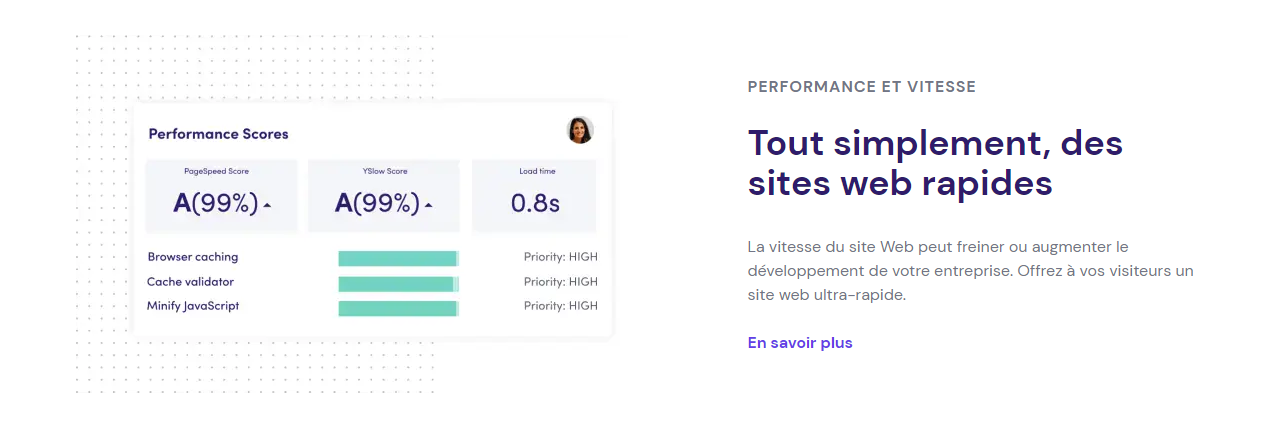 Performance Scores
PageSpeed Score
A(99%)
YSlow Score
A(99%)
Load time
0.8s
Browser caching
Priority: HIGH
Cache validator
Priority: HIGH
Minify JavaScript
Priority: HIGH
PERFORMANCE ET VITESSE
Tout simplement, des
sites web rapides
La vitesse du site Web peut freiner ou augmenter le
développement de votre entreprise. Offrez à vos visiteurs un
site web ultra-rapide.
En savoir plus